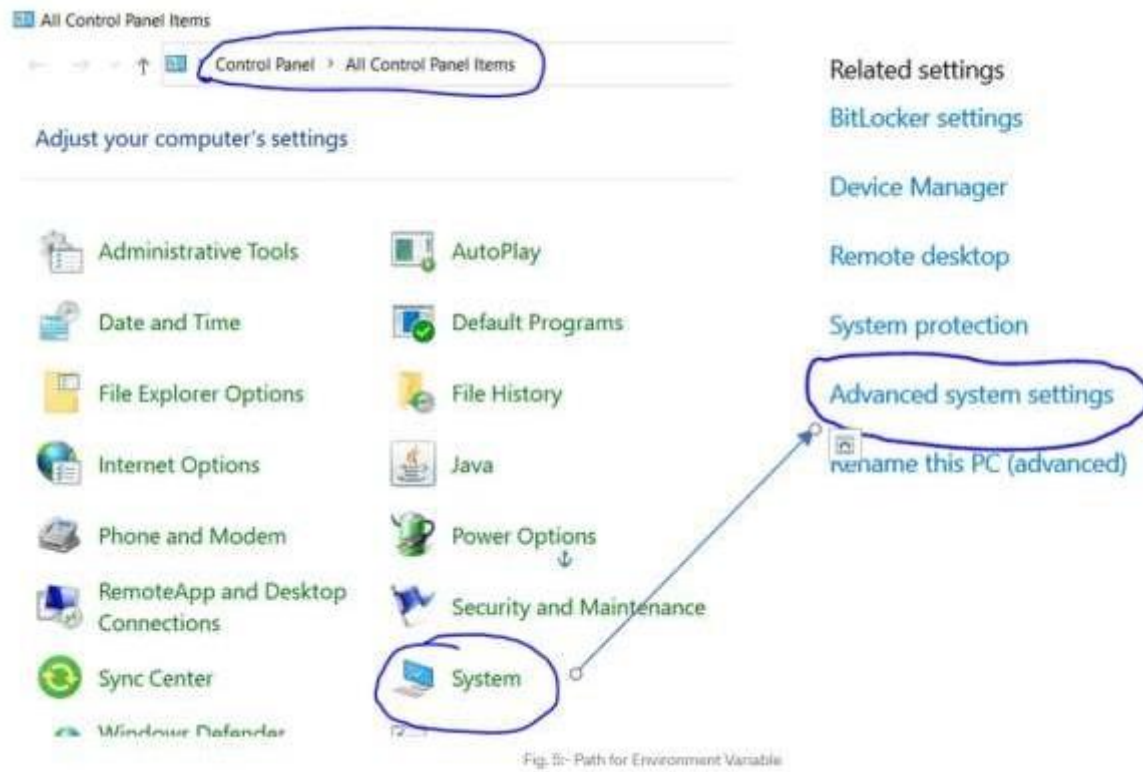 All Control Panel Items
Control Panel > All Control Panel Items
Adjust your computer's settings
Administrative Tools
AutoPlay
Date and Time
Default Programs
File Explorer Options
File History
Internet Options
Java
Phone and Modem
Power Options
RemoteApp and Desktop
Connections
Security and Maintenance
Sync Center
System
Windows Defender
Related settings
BitLocker settings
Device Manager
Remote desktop
System protection
Advanced system settings
Rename this PC (advanced)
Fig. 5:- Path for Environment Variable